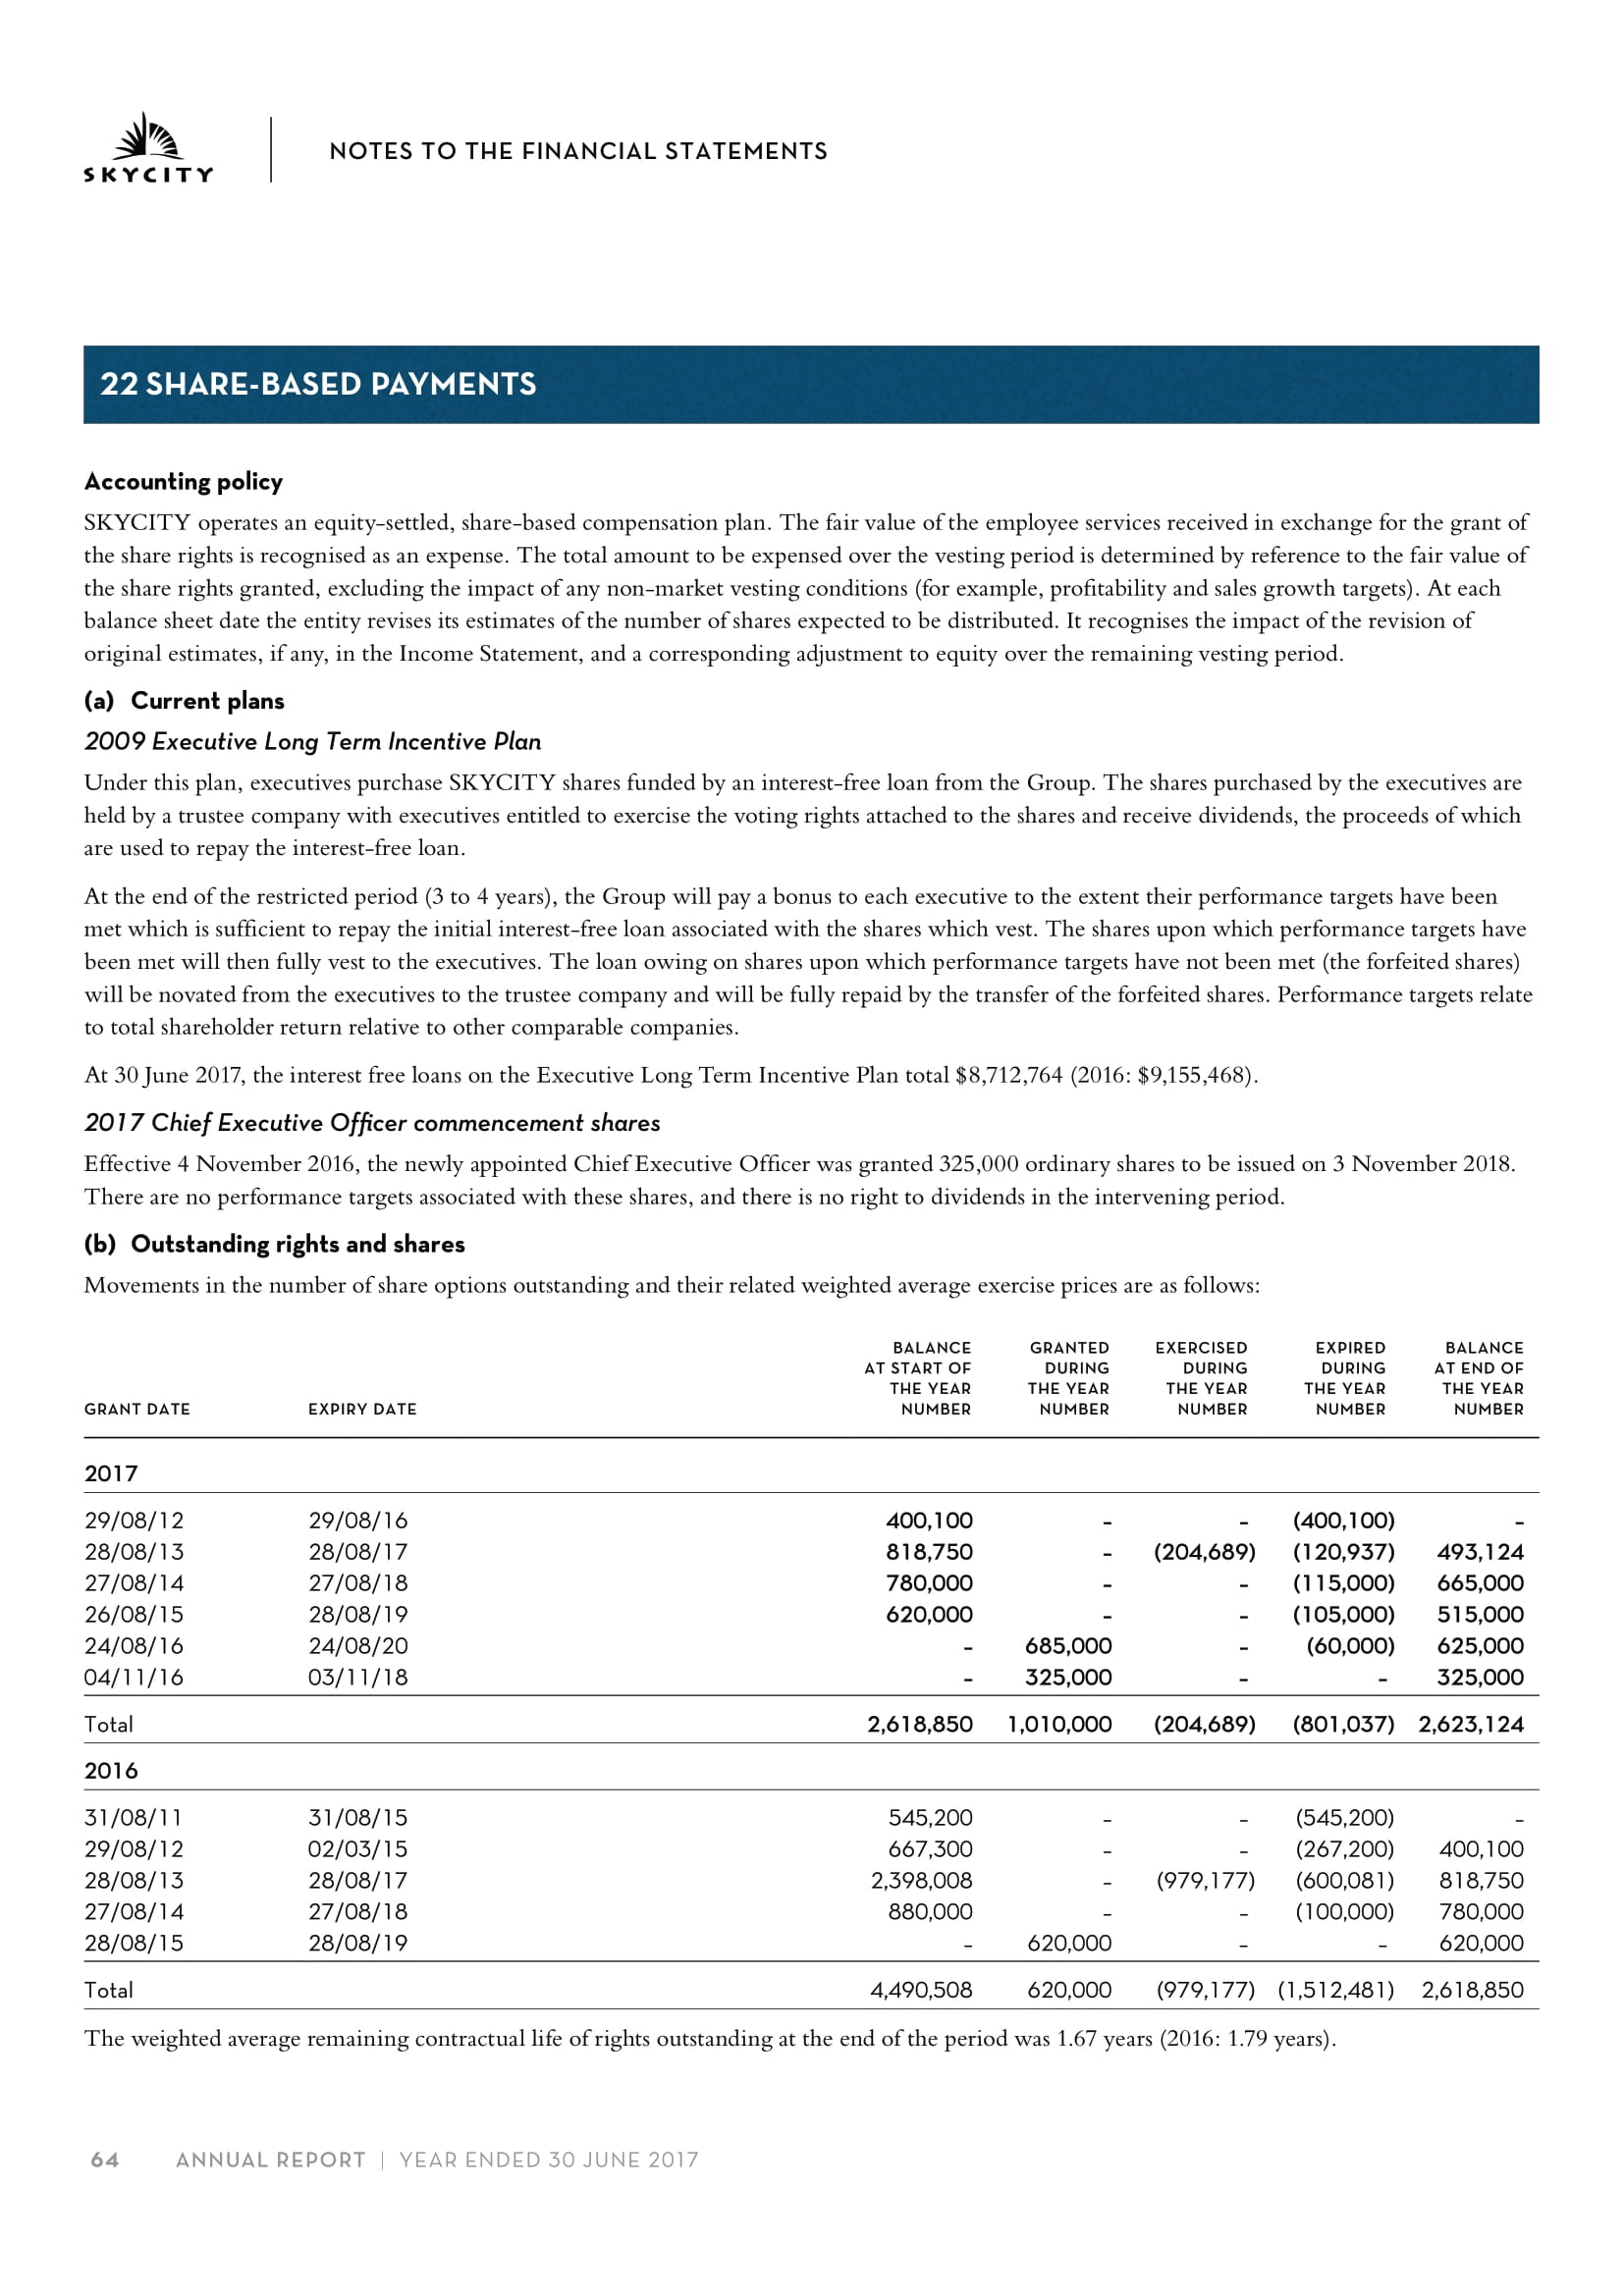 SKYCITY
NOTES TO THE FINANCIAL STATEMENTS
22 SHARE-BASED PAYMENTS
Accounting policy
SKYCITY operates an equity-settled, share-based compensation plan. The fair value of the employee services received in exchange for the grant of
the share rights is recognised as an expense. The total amount to be expensed over the vesting period is determined by reference to the fair value of
the share rights granted, excluding the impact of any non-market vesting conditions (for example, profitability and sales growth targets). At each
balance sheet date the entity revises its estimates of the number of shares expected to be distributed. It recognises the impact of the revision of
original estimates, if any, in the Income Statement, and a corresponding adjustment to equity over the remaining vesting period.
(a) Current plans
2009 Executive Long Term Incentive Plan
Under this plan, executives purchase SKYCITY shares funded by an interest-free loan from the Group. The shares purchased by the executives are
held by a trustee company with executives entitled to exercise the voting rights attached to the shares and receive dividends, the proceeds of which
are used to repay the interest-free loan.
At the end of the restricted period (3 to 4 years), the Group will pay a bonus to each executive to the extent their performance targets have been
met which is sufficient to repay the initial interest-free loan associated with the shares which vest. The shares upon which performance targets have
been met will then fully vest to the executives. The loan owing on shares upon which performance targets have not been met (the forfeited shares)
will be novated from the executives to the trustee company and will be fully repaid by the transfer of the forfeited shares. Performance targets relate
to total shareholder return relative to other comparable companies.
At 30 June 2017, the interest free loans on the Executive Long Term Incentive Plan total $8,712,764 (2016: $9,155,468).
2017 Chief Executive Officer commencement shares
Effective 4 November 2016, the newly appointed Chief Executive Officer was granted 325,000 ordinary shares to be issued on 3 November 2018.
There are no performance targets associated with these shares, and there is no right to dividends in the intervening period.
(b) Outstanding rights and shares
Movements in the number of share options outstanding and their related weighted average exercise prices are as follows:
BALANCE GRANTED EXERCISED EXPIRED BALANCE
AT START OF DURING DURING DURING AT END OF
THE YEAR THE YEAR THE YEAR THE YEAR THE YEAR
GRANT DATE EXPIRY DATE NUMBER NUMBER NUMBER NUMBER NUMBER
2017
29/08/12 29/08/16 400,100 - - (400,100) -
28/08/13 28/08/17 818,750 - (204,689) (120,937) 493,124
27/08/14 27/08/18 780,000 - - (115,000) 665,000
26/08/15 28/08/19 620,000 - - (105,000) 515,000
24/08/16 24/08/20 - 685,000 - (60,000) 625,000
04/11/16 03/11/18 - 325,000 - - 325,000
Total 2,618,850 1,010,000 (204,689) (801,037) 2,623,124
2016
31/08/11 31/08/15 545,200 - - (545,200) -
29/08/12 02/03/15 667,300 - - (267,200) 400,100
28/08/13 28/08/17 2,398,008 - (979,177) (600,081) 818,750
27/08/14 27/08/18 880,000 - - (100,000) 780,000
28/08/15 28/08/19 - 620,000 - - 620,000
Total 4,490,508 620,000 (979,177) (1,512,481) 2,618,850
The weighted average remaining contractual life of rights outstanding at the end of the period was 1.67 years (2016: 1.79 years).
64 ANNUAL REPORT | YEAR ENDED 30 JUNE 2017